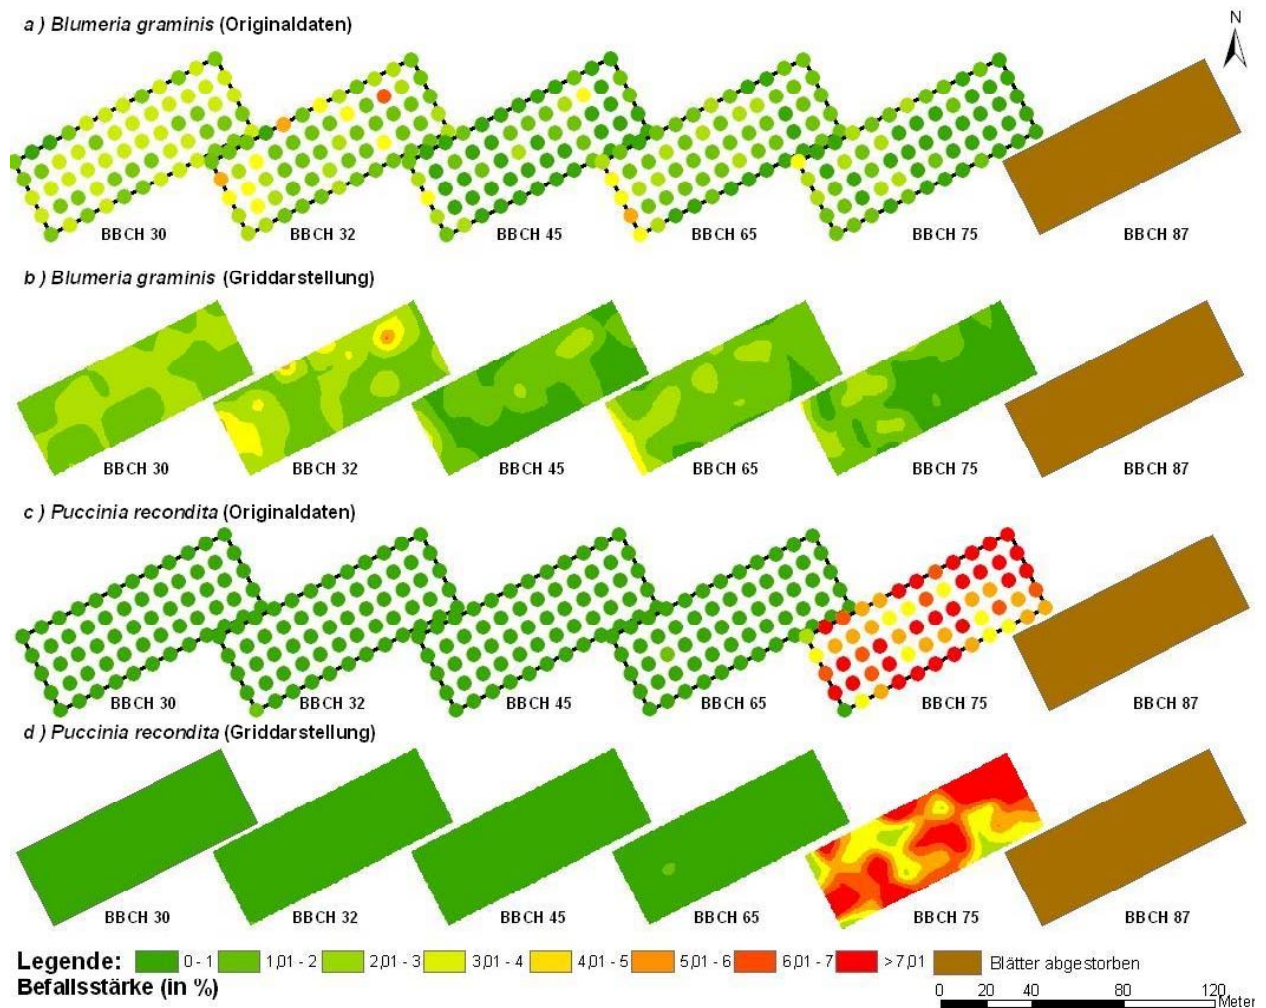 a ) Blumeria graminis (Originaldaten)
N
BBCH 30
BBCH 32
BBCH 45
BBCH 65
BBCH 75
BBCH 87
b ) Blumeria graminis (Griddarstellung)
BBCH 30
BBCH 32
BBCH 45
BBCH 65
BBCH 75
BBCH 87
c ) Puccinia recondita (Originaldaten)
BBCH 30
BBCH 32
BBCH 45
BBCH 65
BBCH 75
BBCH 87
d ) Puccinia recondita (Griddarstellung)
BBCH 30
BBCH 32
BBCH 45
BBCH 65
BBCH 75
BBCH 87
Legende: 0 - 1 1,01 - 2 2,01 - 3 3,01 - 4 4,01 - 5 5,01 - 6 6,01 - 7 >7,01 Blätter abgestorben
Befallsstärke (in %)
0 20 40 80 120
Meter